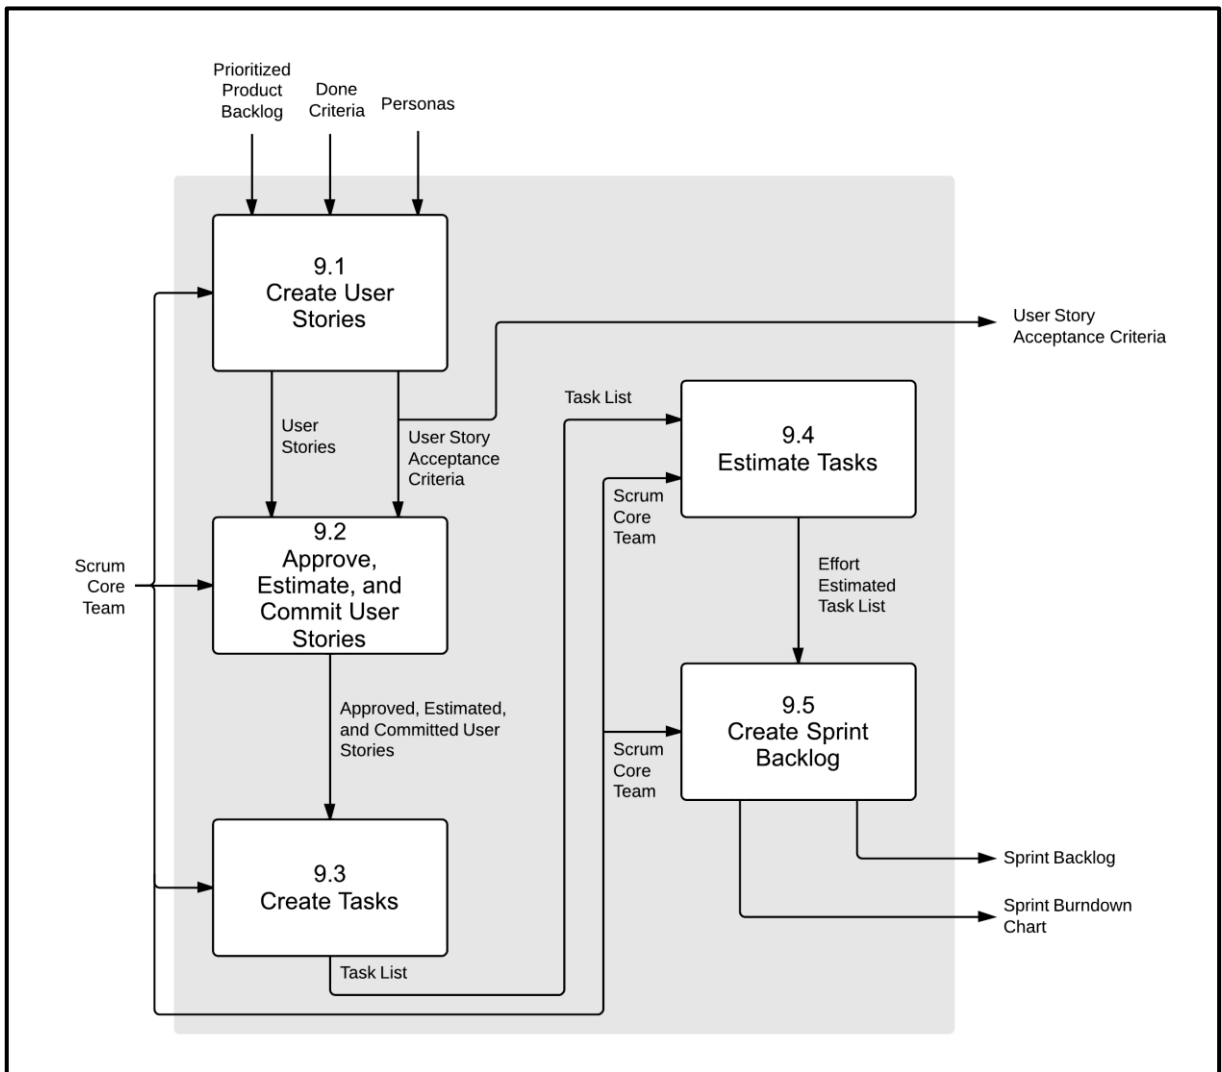 Prioritized
Product
Backlog
Done
Criteria
Personas
9.1
Create User
Stories
User Story
Acceptance Criteria
Task List
User
Stories
User Story
Acceptance
Criteria
9.4
Estimate Tasks
Scrum
Core
Team
9.2
Approve,
Estimate, and
Commit User
Stories
Scrum
Core
Team
Effort
Estimated
Task List
Approved, Estimated,
and Committed User
Stories
9.5
Create Sprint
Backlog
Scrum
Core
Team
9.3
Create Tasks
Sprint Backlog
Sprint Burndown
Chart
Task List